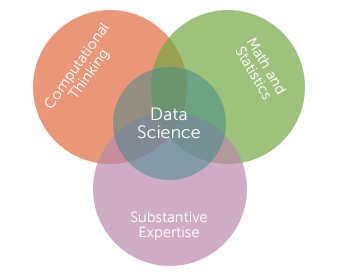 Computational
Thinking
Math and
Statistics
Data
Science
Substantive
Expertise